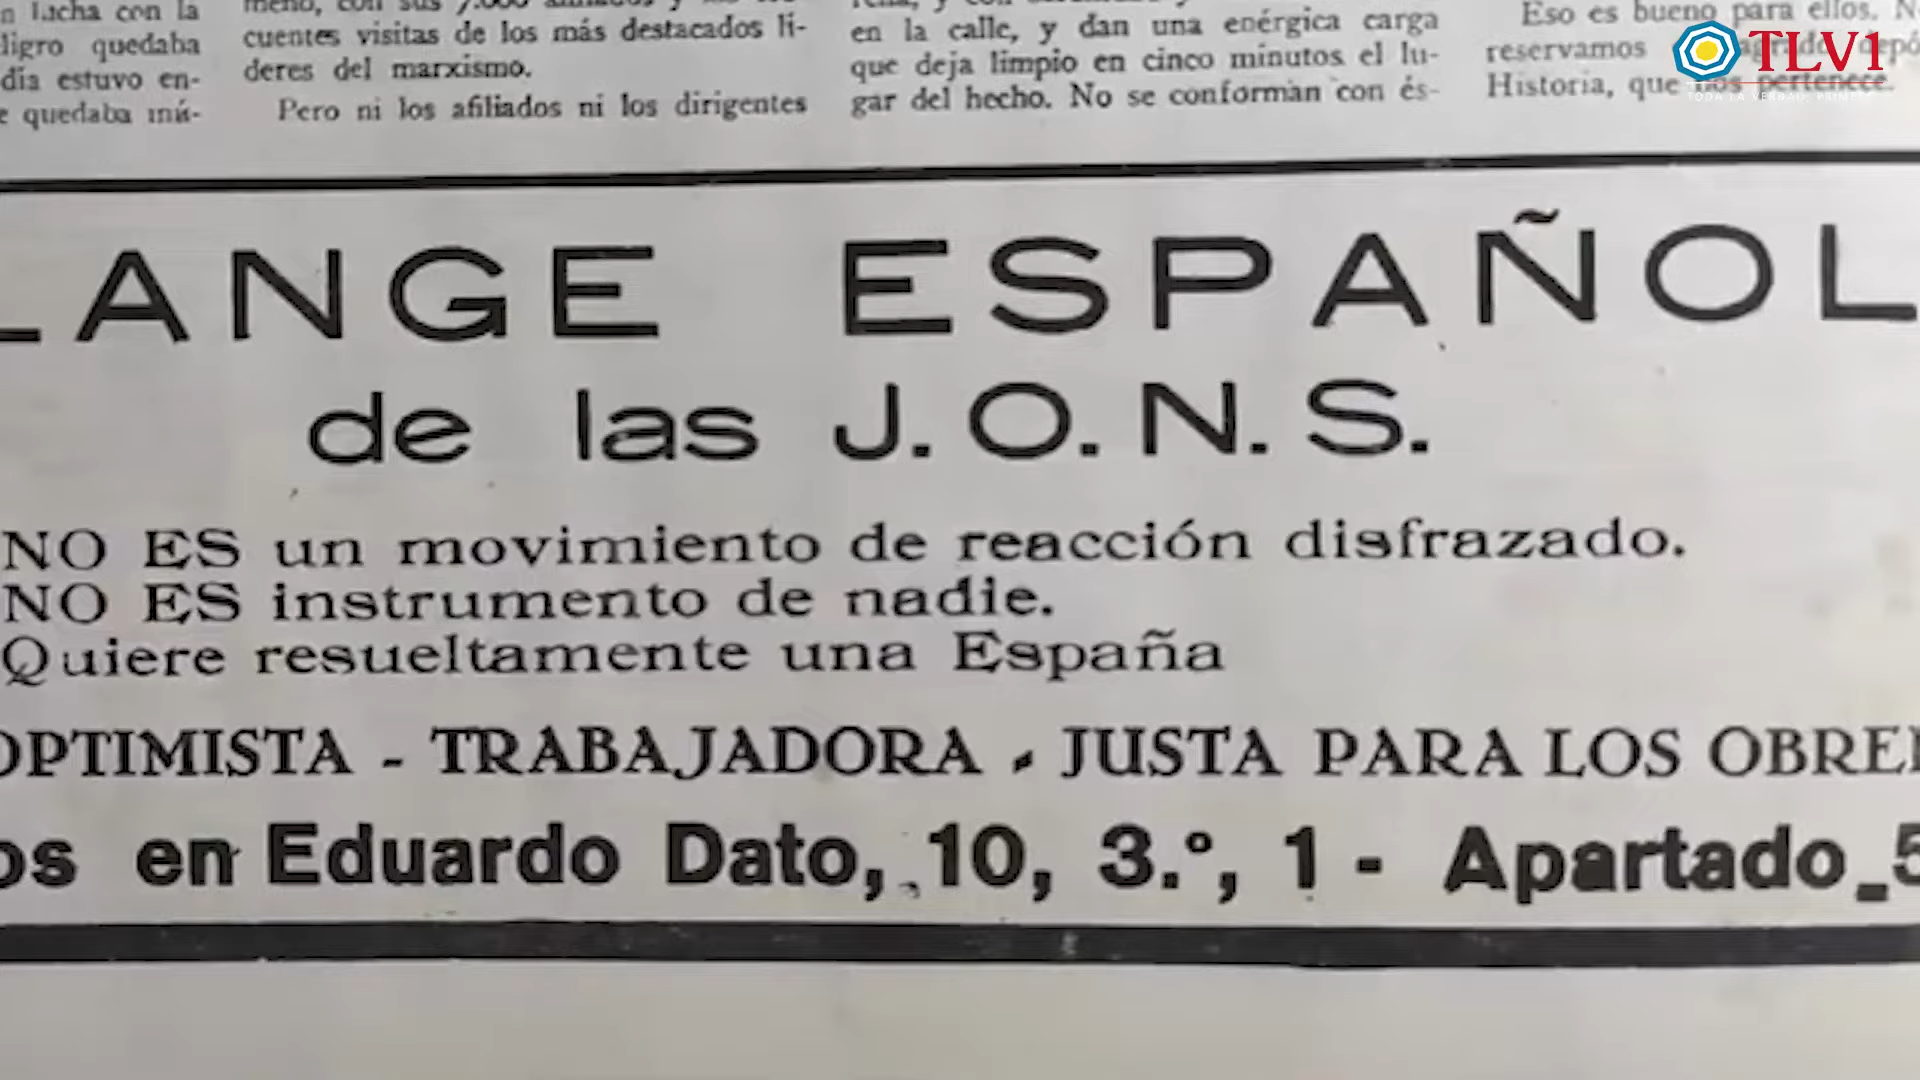 n lucha con la
ligro quedaba
día estuvo en-
e quedaba
cuentes visitas de los más destacados lí-
deres del marxismo.
Pero ni los afiliados ni los dirigentes
en la calle, y dan una enérgica carga
que deja limpio en cinco minutos el lu-
gar del hecho. No se conforman con és-
Eso es bueno para ellos.
reservamos
Historia, que nos pertenece.
TLV1
LANGE ESPAÑOL
de las J.O.N.S.
NO ES un movimiento de reacción disfrazado.
NO ES instrumento de nadie.
Quiere resueltamente una España
OPTIMISTA - TRABAJADORA - JUSTA PARA LOS OBRE
os en Eduardo Dato, 10, 3.º, 1 - Apartado 5